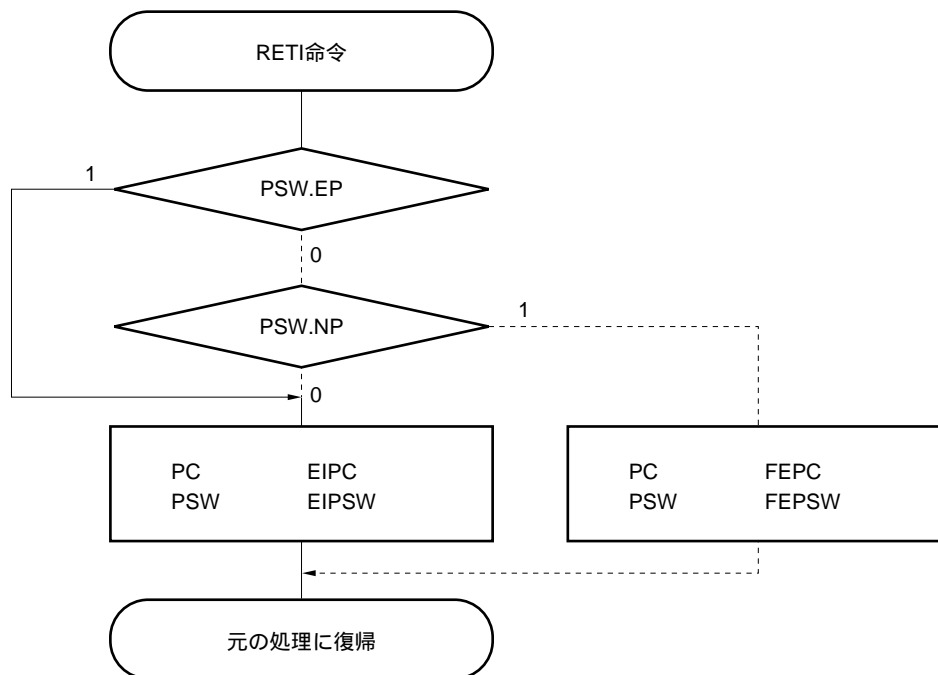 RETI命令
1
PSW.EP
0
PSW.NP
1
0
PC EIPC
PSW EIPSW
PC FEPC
PSW FEPSW
元の処理に復帰